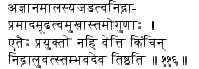 अज्ञानमालस्यजडत्वनिद्रा-
प्रमादमूढत्वमुखास्तमोगुणाः ।
एतैः प्रयुक्तो नहि वेत्ति किंचिन्
निद्रालुवत्स्तम्भवदेव तिष्ठति ॥ ११६ ॥